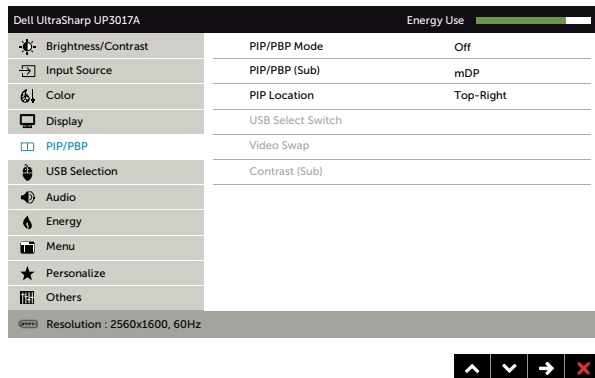 Dell UltraSharp UP3017A Energy Use
Brightness/Contrast PIP/PBP Mode Off
Input Source PIP/PBP (Sub) mDP
Color PIP Location Top-Right
Display USB Select Switch
PIP/PBP Video Swap
USB Selection Contrast (Sub)
Audio
Energy
Menu
Personalize
Others
Resolution : 2560x1600, 60Hz